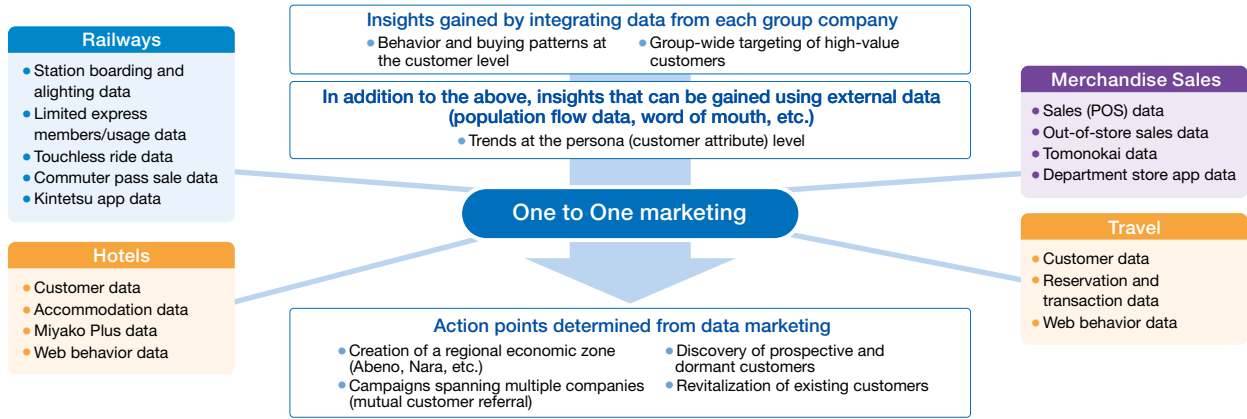 Insights gained by integrating data from each group company
• Behavior and buying patterns at
the customer level
• Group-wide targeting of high-value
customers
In addition to the above, insights that can be gained using external data
(population flow data, word of mouth, etc.)
• Trends at the persona (customer attribute) level
Railways
• Station boarding and
alighting data
• Limited express
members/usage data
• Touchless ride data
• Commuter pass sale data
• Kintetsu app data
Merchandise Sales
• Sales (POS) data
• Out-of-store sales data
• Tomonokai data
• Department store app data
One to One marketing
Hotels
• Customer data
• Accommodation data
• Miyako Plus data
• Web behavior data
Travel
• Customer data
• Reservation and
transaction data
• Web behavior data
Action points determined from data marketing
• Creation of a regional economic zone
(Abeno, Nara, etc.)
• Campaigns spanning multiple companies
(mutual customer referral)
• Discovery of prospective and
dormant customers
• Revitalization of existing customers